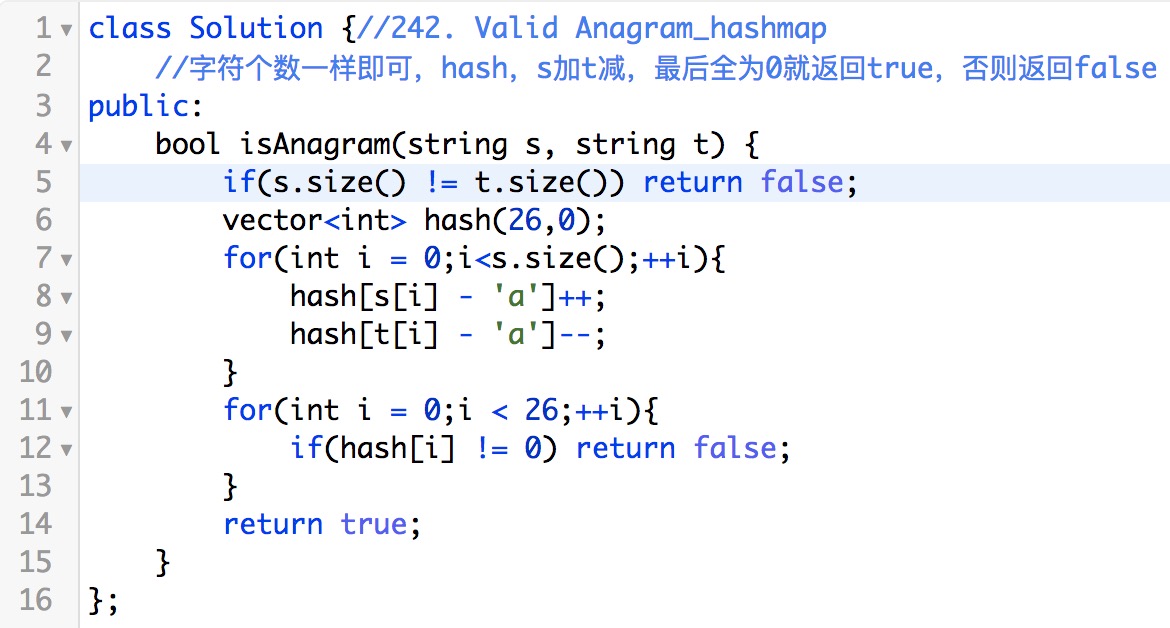 1 class Solution {//242. Valid Anagram_hashmap
2     //字符个数一样即可，hash，s加t减，最后全为0就返回true，否则返回false
3 public:
4     bool isAnagram(string s, string t) {
5         if(s.size() != t.size()) return false;
6         vector<int> hash(26,0);
7         for(int i = 0;i<s.size();++i){
8             hash[s[i] - 'a']++;
9             hash[t[i] - 'a']--;
10         }
11         for(int i = 0;i < 26;++i){
12             if(hash[i] != 0) return false;
13         }
14         return true;
15     }
16 };